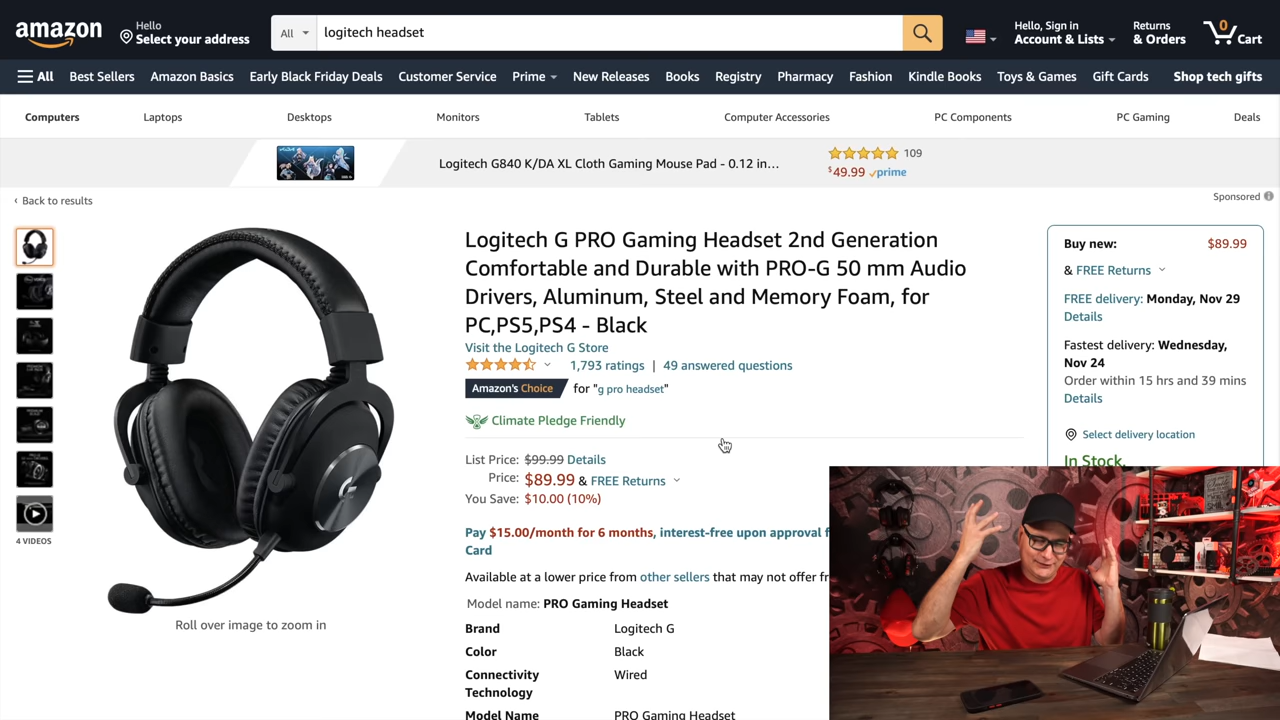 amazon
Hello
Select your address
All
logitech headset
Hello, Sign in
Account & Lists
Returns
& Orders
0
Cart
All
Best Sellers
Amazon Basics
Early Black Friday Deals
Customer Service
Prime
New Releases
Books
Registry
Pharmacy
Fashion
Kindle Books
Toys & Games
Gift Cards
Shop tech gifts
Computers
Laptops
Desktops
Monitors
Tablets
Computer Accessories
PC Components
PC Gaming
Deals
Logitech G840 K/DA XL Cloth Gaming Mouse Pad - 0.12 in…
109
$49.99 prime
‹ Back to results
Sponsored
4 VIDEOS
Roll over image to zoom in
Logitech G PRO Gaming Headset 2nd Generation
Comfortable and Durable with PRO-G 50 mm Audio
Drivers, Aluminum, Steel and Memory Foam, for
PC,PS5,PS4 - Black
Visit the Logitech G Store
1,793 ratings | 49 answered questions
Amazon's Choice for "g pro headset"
Climate Pledge Friendly
List Price: $99.99 Details
Price: $89.99 & FREE Returns
You Save: $10.00 (10%)
Pay $15.00/month for 6 months, interest-free upon approval f
Card
Available at a lower price from other sellers that may not offer fr
Model name: PRO Gaming Headset
Brand Logitech G
Color Black
Connectivity Wired
Technology
Model Name PRO Gaming Headset
Buy new: $89.99
& FREE Returns
FREE delivery: Monday, Nov 29
Details
Fastest delivery: Wednesday,
Nov 24
Order within 15 hrs and 39 mins
Details
Select delivery location
In Stock.